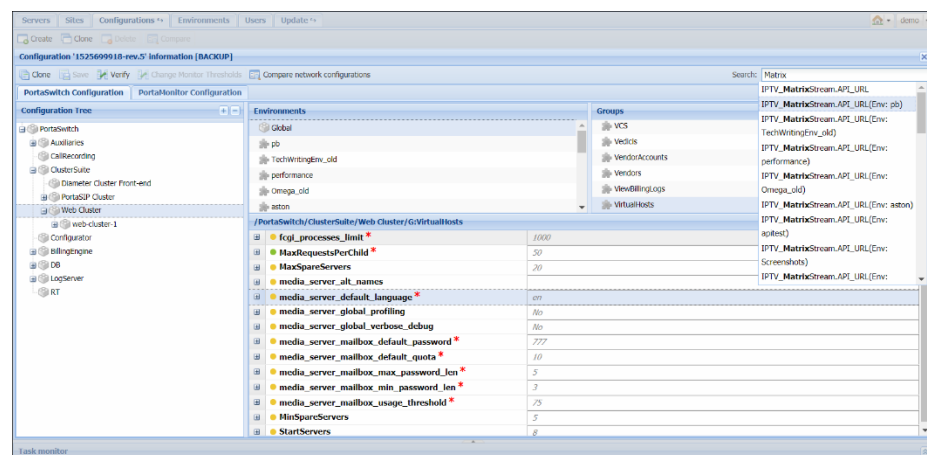 Servers Sites Configurations Environments Users Update demo
Create Clone Delete Compare
Configuration '1525699918-rev.5' information [BACKUP]
Clone Save Verify Change Monitor Thresholds Compare network configurations Search: Matrix
PortaSwitch Configuration PortaMonitor Configuration
Configuration Tree
PortaSwitch
Auxiliaries
CallRecording
ClusterSuite
Diameter Cluster Front-end
PortaSIP Cluster
Web Cluster
web-cluster-1
Configurator
BillingEngine
DB
LogServer
RT
Environments
Global
pb
TechWritingEnv_old
performance
Omega_old
aston
Groups
VCS
Vedicis
VendorAccounts
Vendors
ViewBillingLogs
VirtualHosts
IPTV_MatrixStream.API_URL
IPTV_MatrixStream.API_URL(Env: pb)
IPTV_MatrixStream.API_URL(Env:
TechWritingEnv_old)
IPTV_MatrixStream.API_URL(Env:
performance)
IPTV_MatrixStream.API_URL(Env:
Omega_old)
IPTV_MatrixStream.API_URL(Env: aston)
IPTV_MatrixStream.API_URL(Env:
apitest)
IPTV_MatrixStream.API_URL(Env:
Screenshots)
IPTV_MatrixStream.API_URL(Env:
/PortaSwitch/ClusterSuite/Web Cluster/G:VirtualHosts
fcgi_processes_limit * 1000
MaxRequestsPerChild * 50
MaxSpareServers 20
media_server_alt_names
media_server_default_language * en
media_server_global_profiling No
media_server_global_verbose_debug No
media_server_mailbox_default_password * 777
media_server_mailbox_default_quota * 10
media_server_mailbox_max_password_len * 5
media_server_mailbox_min_password_len * 3
media_server_mailbox_usage_threshold * 75
MinSpareServers 5
StartServers 8
Task monitor